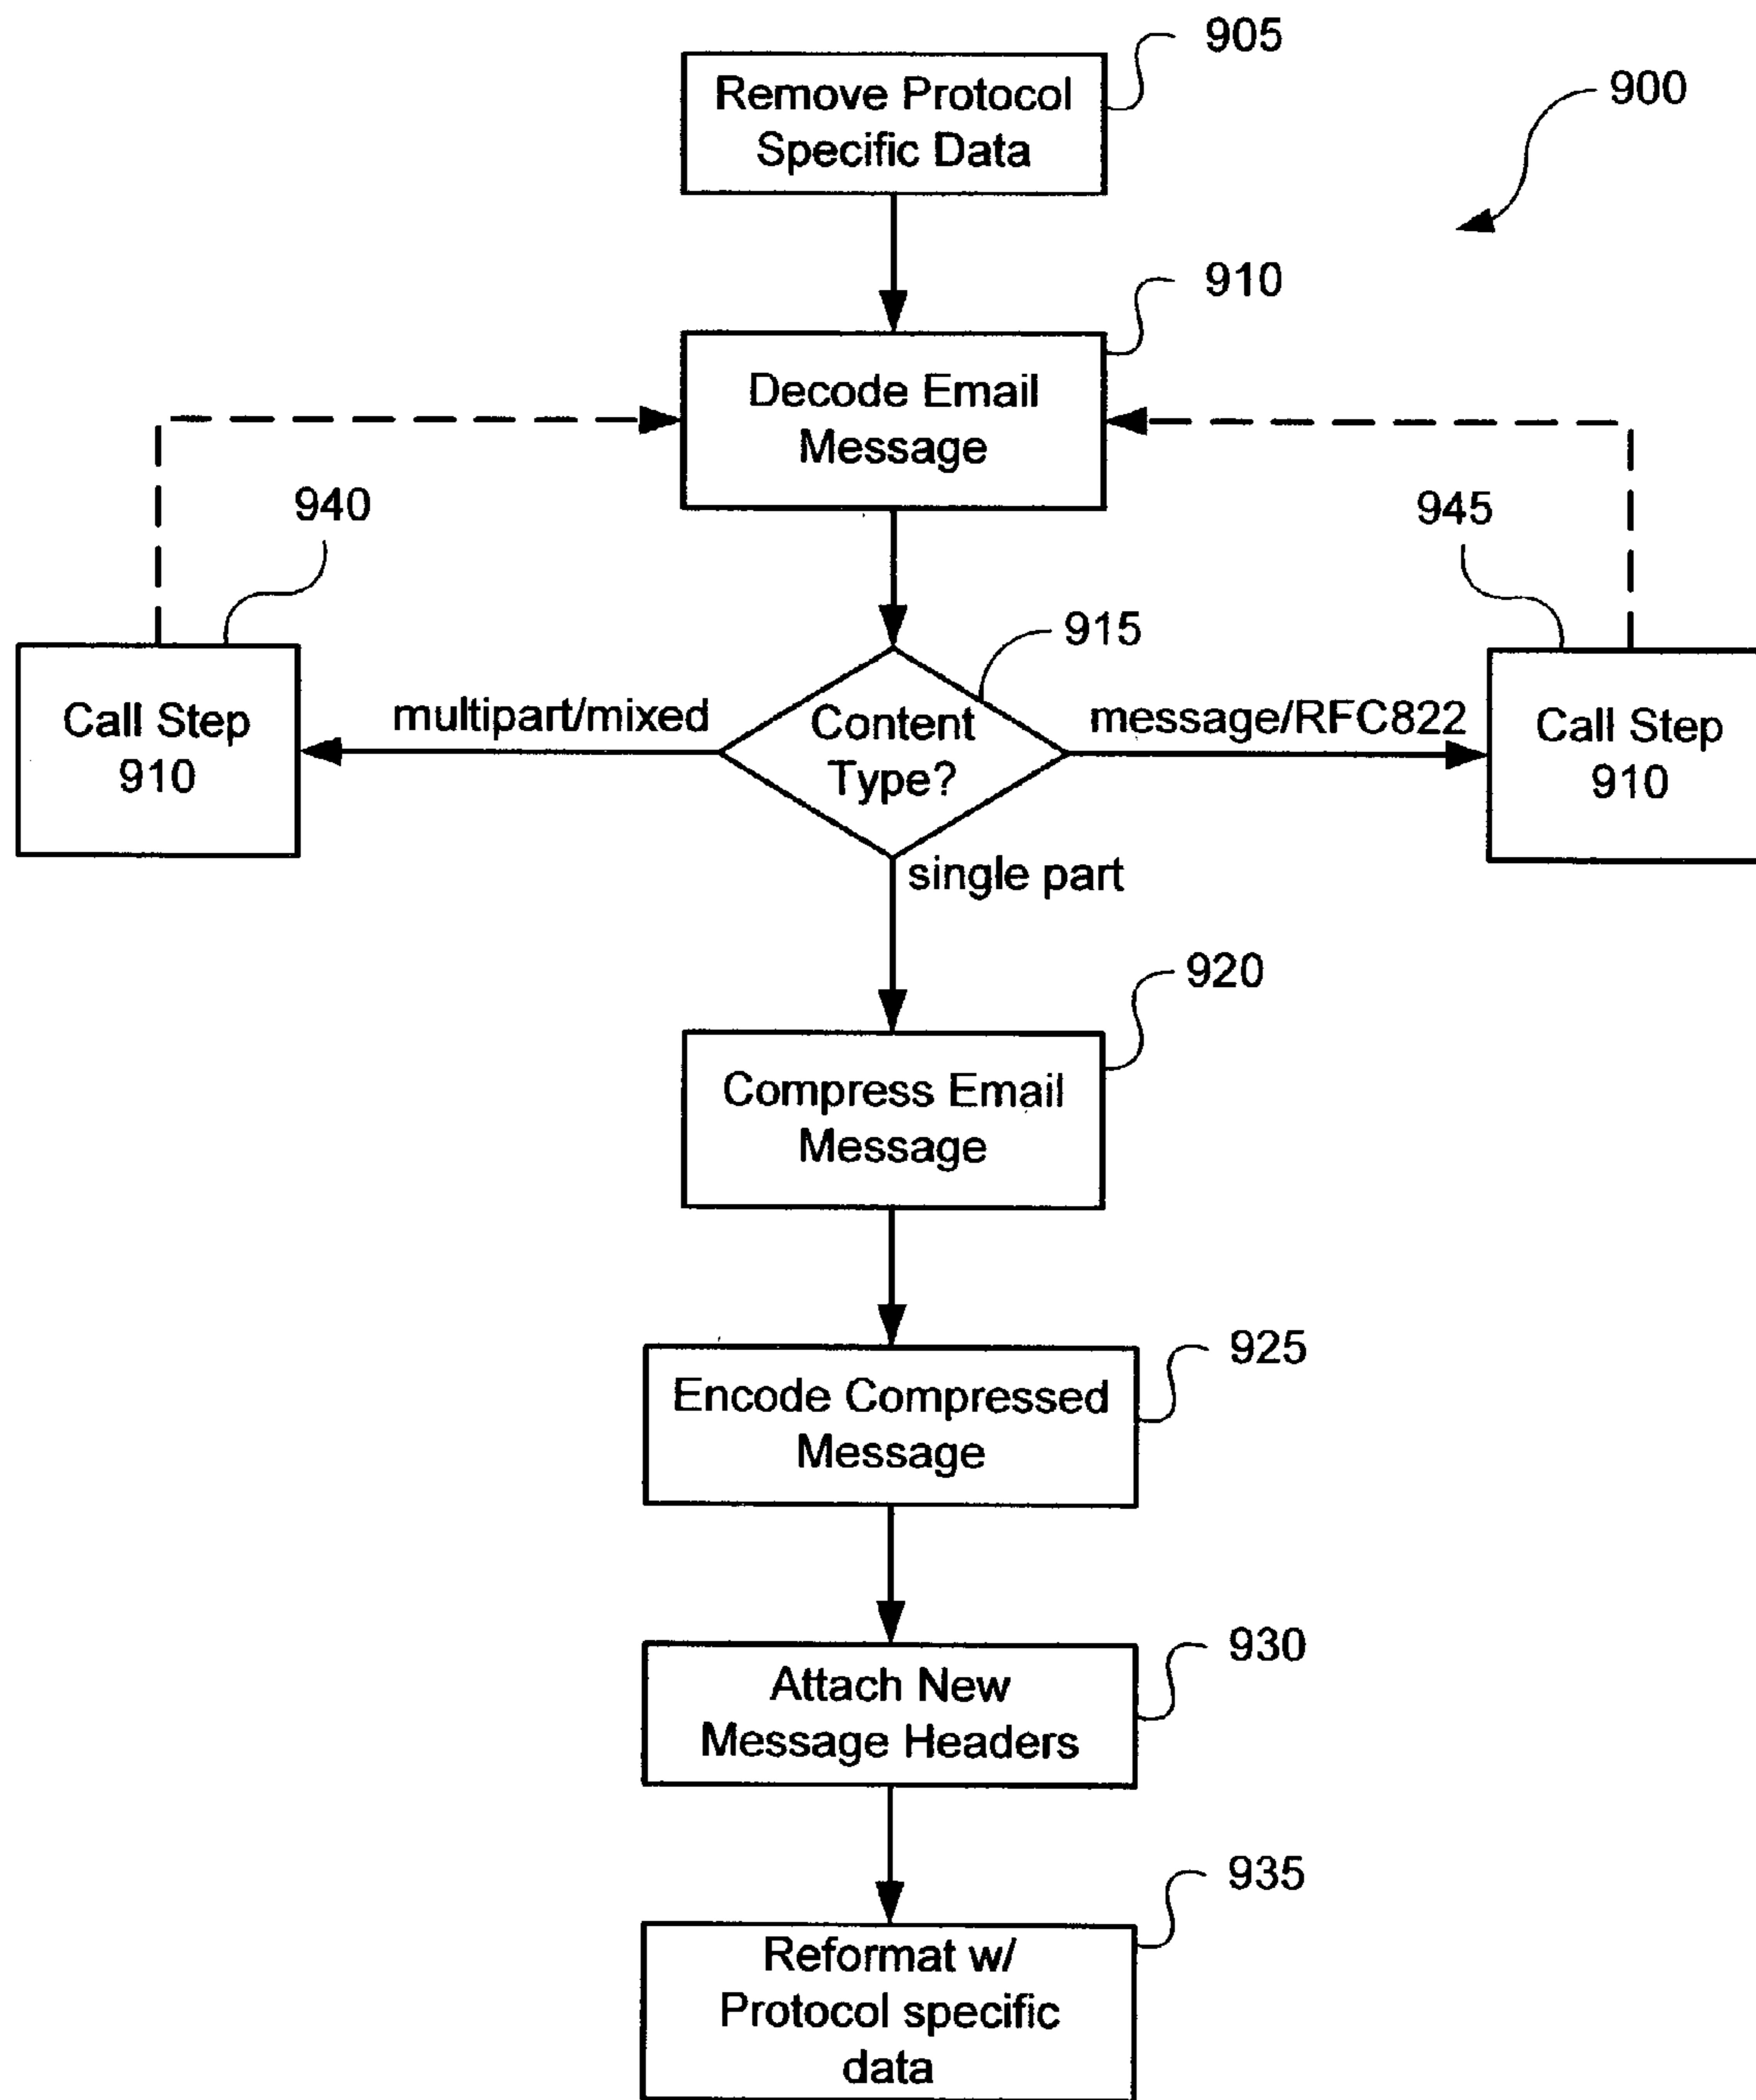 905
Remove Protocol
Specific Data
900
910
Decode Email
Message
940
945
915
Call Step
910
multipart/mixed
Content
Type?
message/RFC822
Call Step
910
single part
920
Compress Email
Message
925
Encode Compressed
Message
930
Attach New
Message Headers
935
Reformat w/
Protocol specific
data